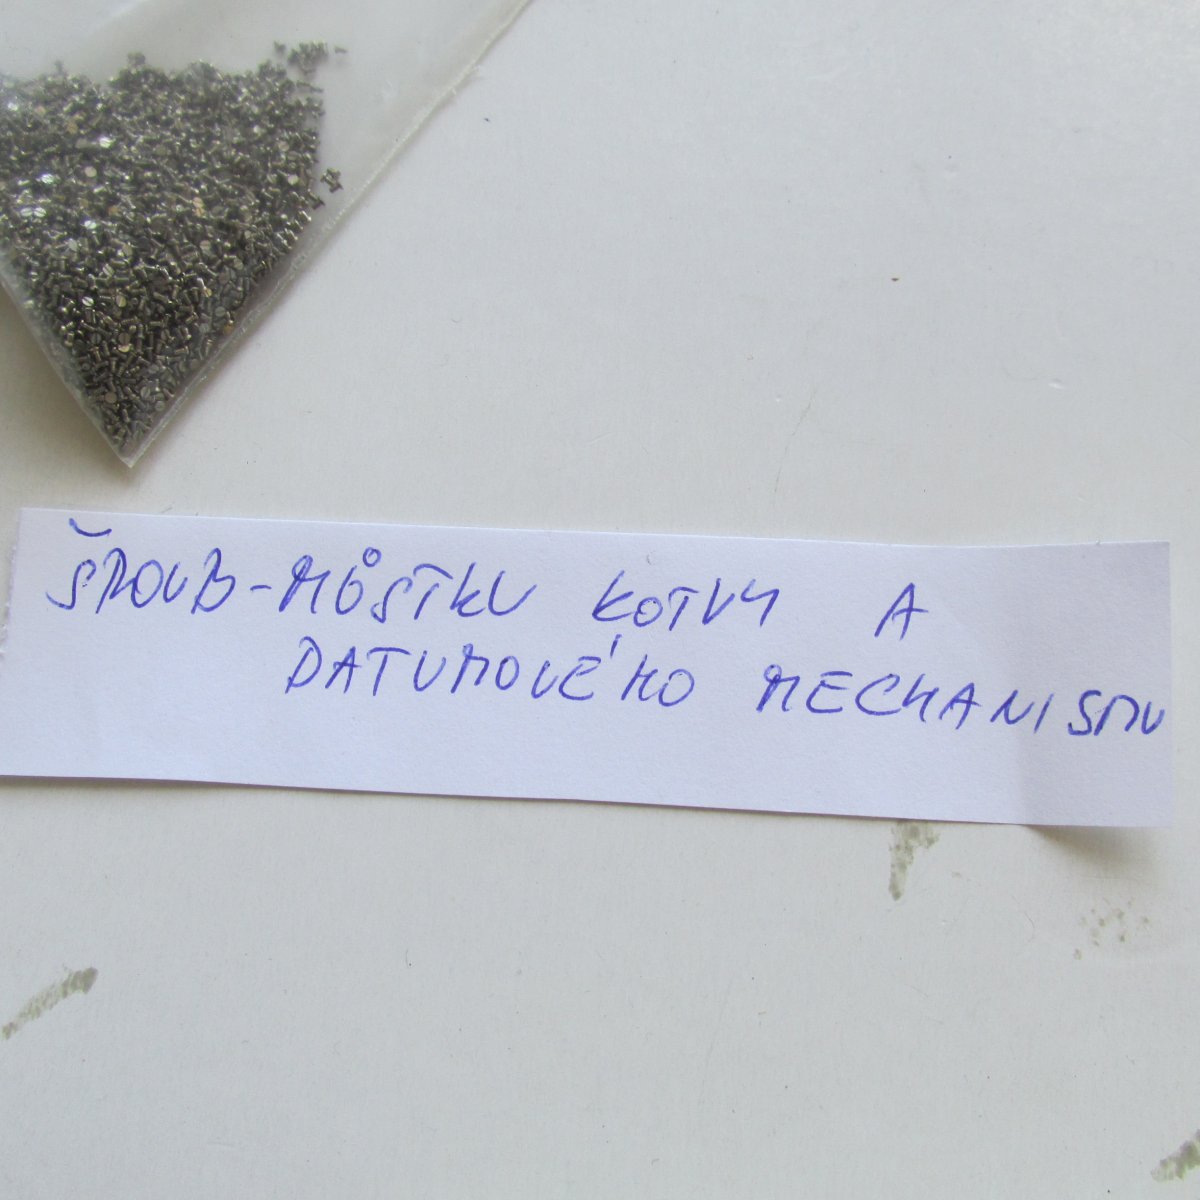 ŠROUB-MŮSTKU KOTVY A
DATUMOVÉHO MECHANISMU